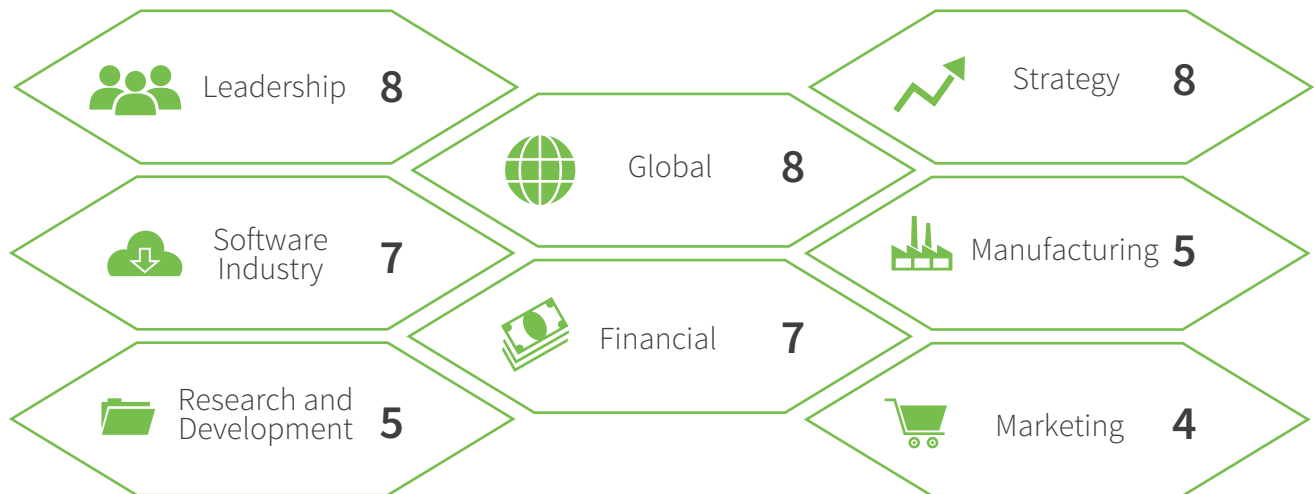 Leadership 8
Strategy 8
Global 8
Software
Industry 7
Manufacturing 5
Financial 7
Research and
Development 5
Marketing 4